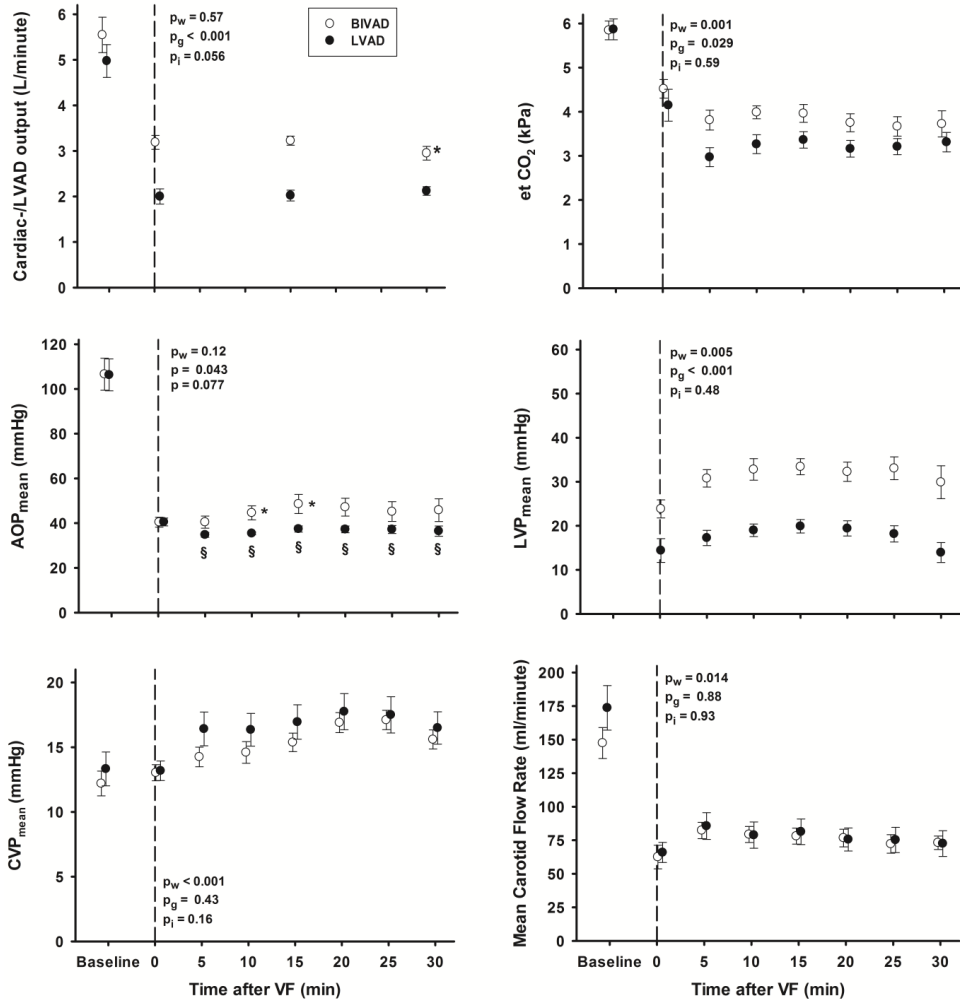 BIVAD
LVAD
Cardiac-/LVAD output (L/minute)
6
5
4
3
2
1
0
p_w = 0.57
p_g < 0.001
p_i = 0.056
*
et CO₂ (kPa)
6
5
4
3
2
1
0
p_w = 0.001
p_g = 0.029
p_i = 0.59
AOP_mean (mmHg)
120
100
80
60
40
20
0
p_w = 0.12
p = 0.043
p = 0.077
* *
§ § § § § §
LVP_mean (mmHg)
60
50
40
30
20
10
0
p_w = 0.005
p_g < 0.001
p_i = 0.48
CVP_mean (mmHg)
20
15
10
5
0
p_w < 0.001
p_g = 0.43
p_i = 0.16
Baseline 0 5 10 15 20 25 30
Time after VF (min)
Mean Carotid Flow Rate (ml/minute)
200
175
150
125
100
75
50
25
0
p_w = 0.014
p_g = 0.88
p_i = 0.93
Baseline 0 5 10 15 20 25 30
Time after VF (min)